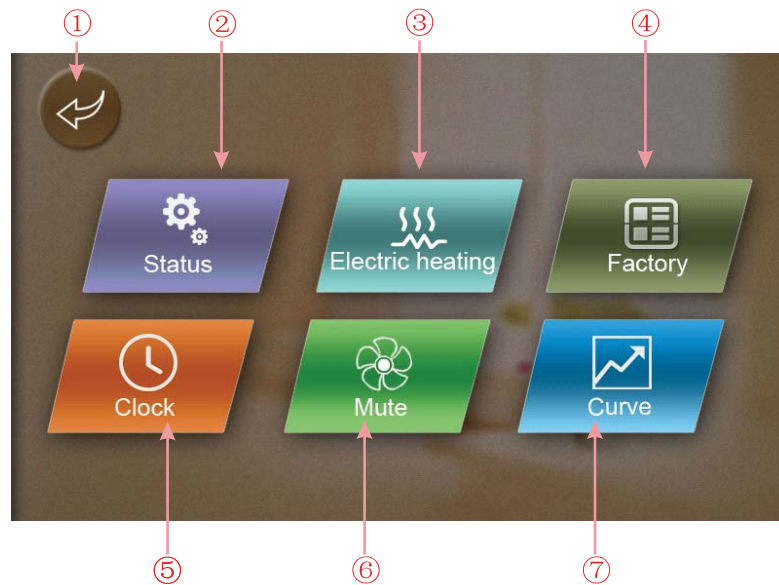 ① ② ③ ④
Status Electric heating Factory
Clock Mute Curve
⑤ ⑥ ⑦